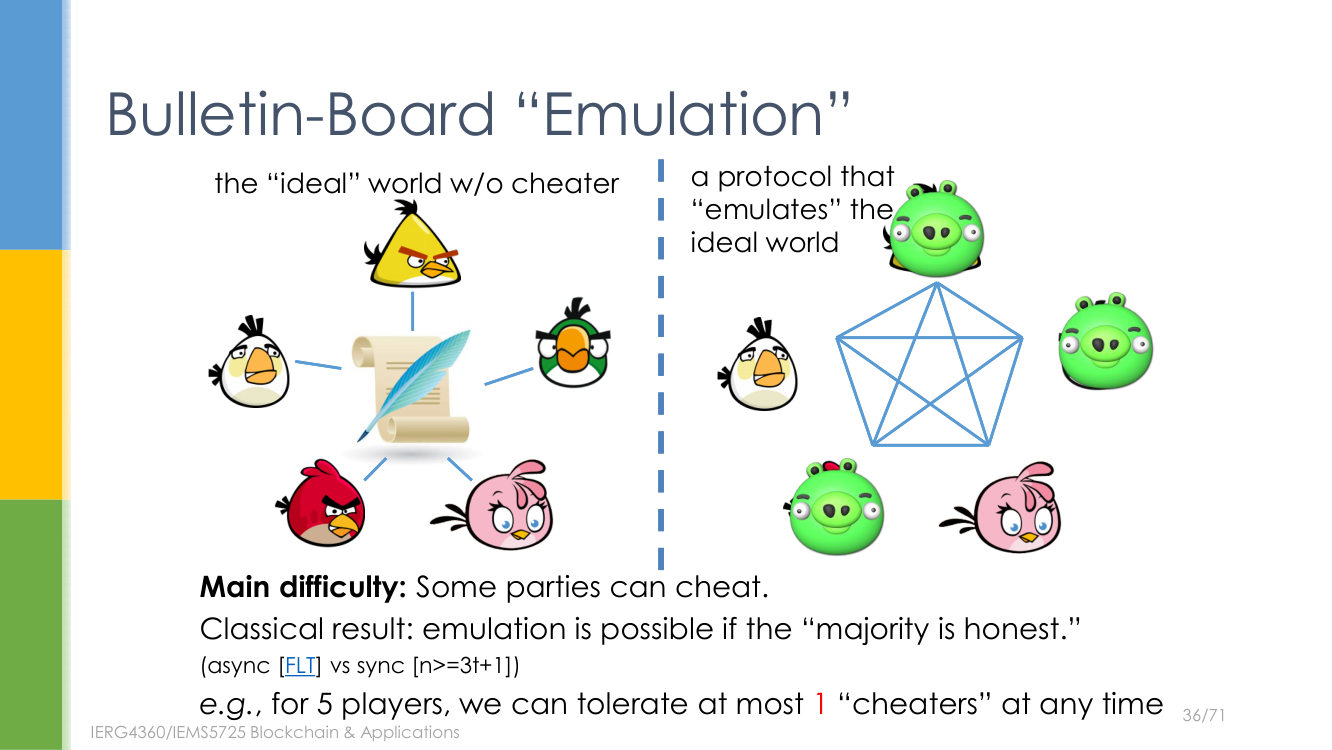 Bulletin-Board “Emulation”
the “ideal” world w/o cheater
a protocol that
“emulates” the
ideal world
Main difficulty: Some parties can cheat.
Classical result: emulation is possible if the “majority is honest.”
(async [FLT] vs sync [n>=3t+1])
e.g., for 5 players, we can tolerate at most 1 “cheaters” at any time
36/71
IERG4360/IEMS5725 Blockchain & Applications